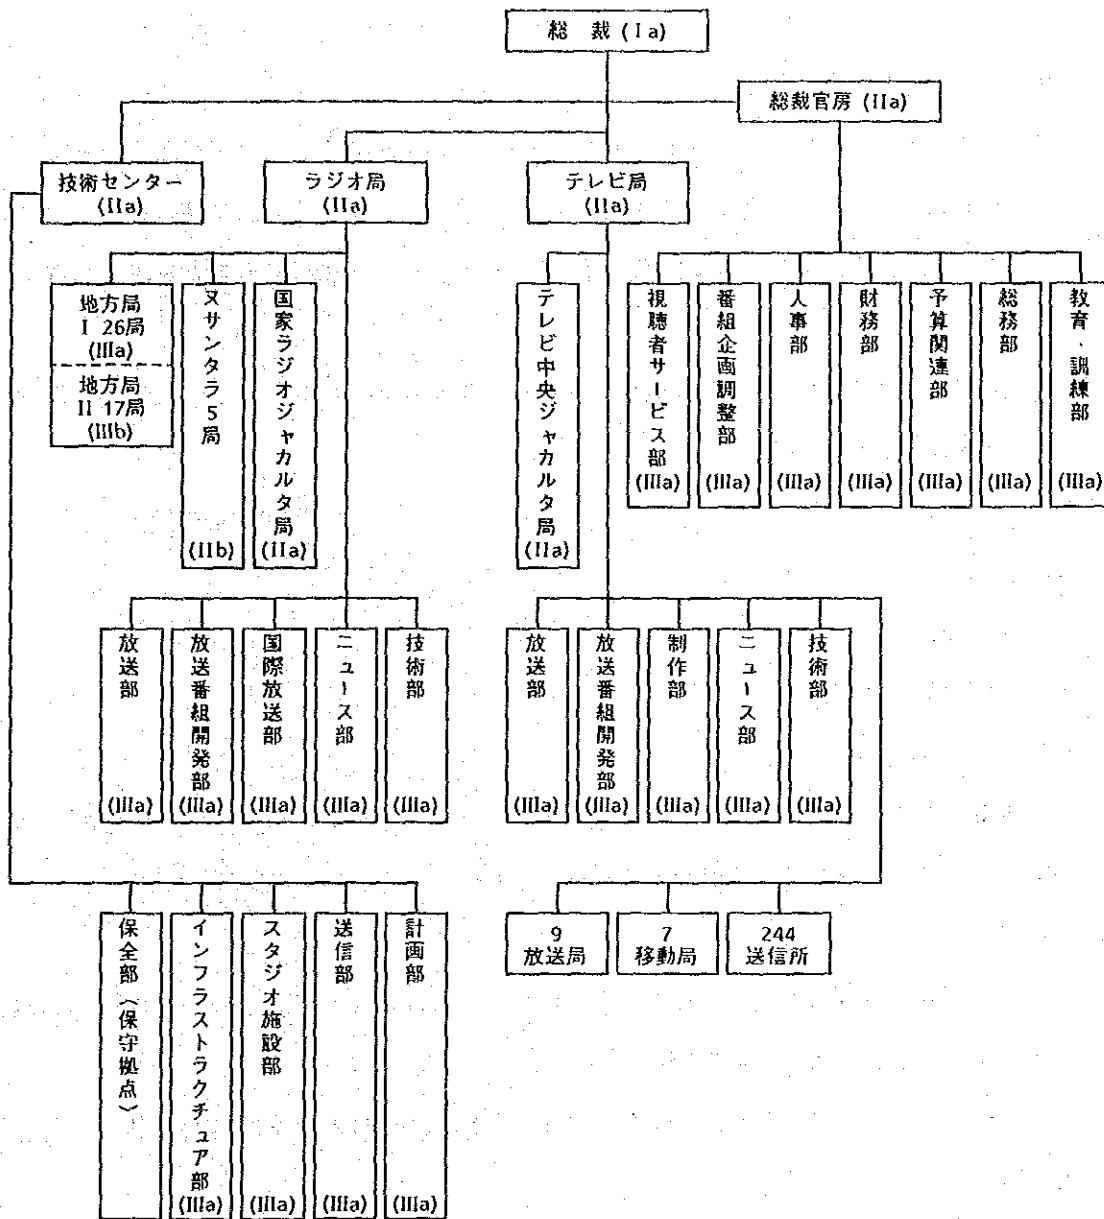 総 裁 (Ia)
総裁官房 (IIa)
技術センター
(IIa)
ラジオ局
(IIa)
テレビ局
(IIa)
地方局
I 26局
(IIIa)
地方局
II 17局
(IIIb)
ヌサンタラ5局
(IIb)
国家ラジオジャカルタ局
(IIa)
テレビ中央ジャカルタ局
(IIa)
視聴者サービス部
(IIIa)
番組企画調整部
(IIIa)
人事部
(IIIa)
財務部
(IIIa)
予算関連部
(IIIa)
総務部
(IIIa)
教育・訓練部
(IIIa)
放送部
(IIIa)
放送番組開発部
(IIIa)
国際放送部
(IIIa)
ニュース部
(IIIa)
技術部
(IIIa)
放送部
(IIIa)
放送番組開発部
(IIIa)
制作部
(IIIa)
ニュース部
(IIIa)
技術部
(IIIa)
保全部（保守拠点）
インフラストラクチュア部
(IIIa)
スタジオ施設部
(IIIa)
送信部
(IIIa)
計画部
(IIIa)
9
放送局
7
移動局
244
送信所